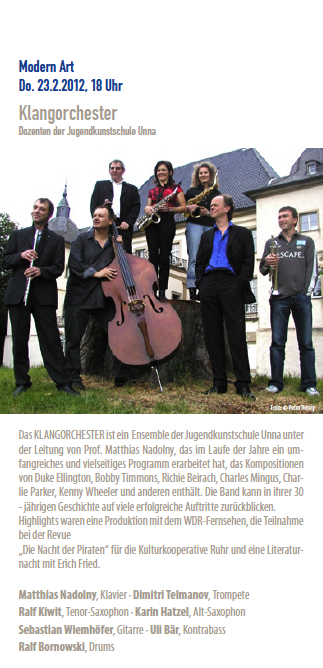 Modern Art
Do. 23.2.2012, 18 Uhr
Klangorchester
Dozenten der Jugendkunstschule Unna
ESCAPE.
Foto: © Peter Tremy
Das KLANGORCHESTER ist ein Ensemble der Jugendkunstschule Unna unter
der Leitung von Prof. Matthias Nadolny, das im Laufe der Jahre ein um-
fangreiches und vielseitiges Programm erarbeitet hat, das Kompositionen
von Duke Ellington, Bobby Timmons, Richie Beirach, Charles Mingus, Char-
lie Parker, Kenny Wheeler und anderen enthält. Die Band kann in ihrer 30
- jährigen Geschichte auf viele erfolgreiche Auftritte zurückblicken.
Highlights waren eine Produktion mit dem WDR-Fernsehen, die Teilnahme
bei der Revue
„Die Nacht der Piraten“ für die Kulturkooperative Ruhr und eine Literatur-
nacht mit Erich Fried.
Matthias Nadolny, Klavier · Dimitri Telmanov, Trompete
Ralf Kiwit, Tenor-Saxophon · Karin Hatzel, Alt-Saxophon
Sebastian Wiemhöfer, Gitarre · Uli Bär, Kontrabass
Ralf Bornowski, Drums